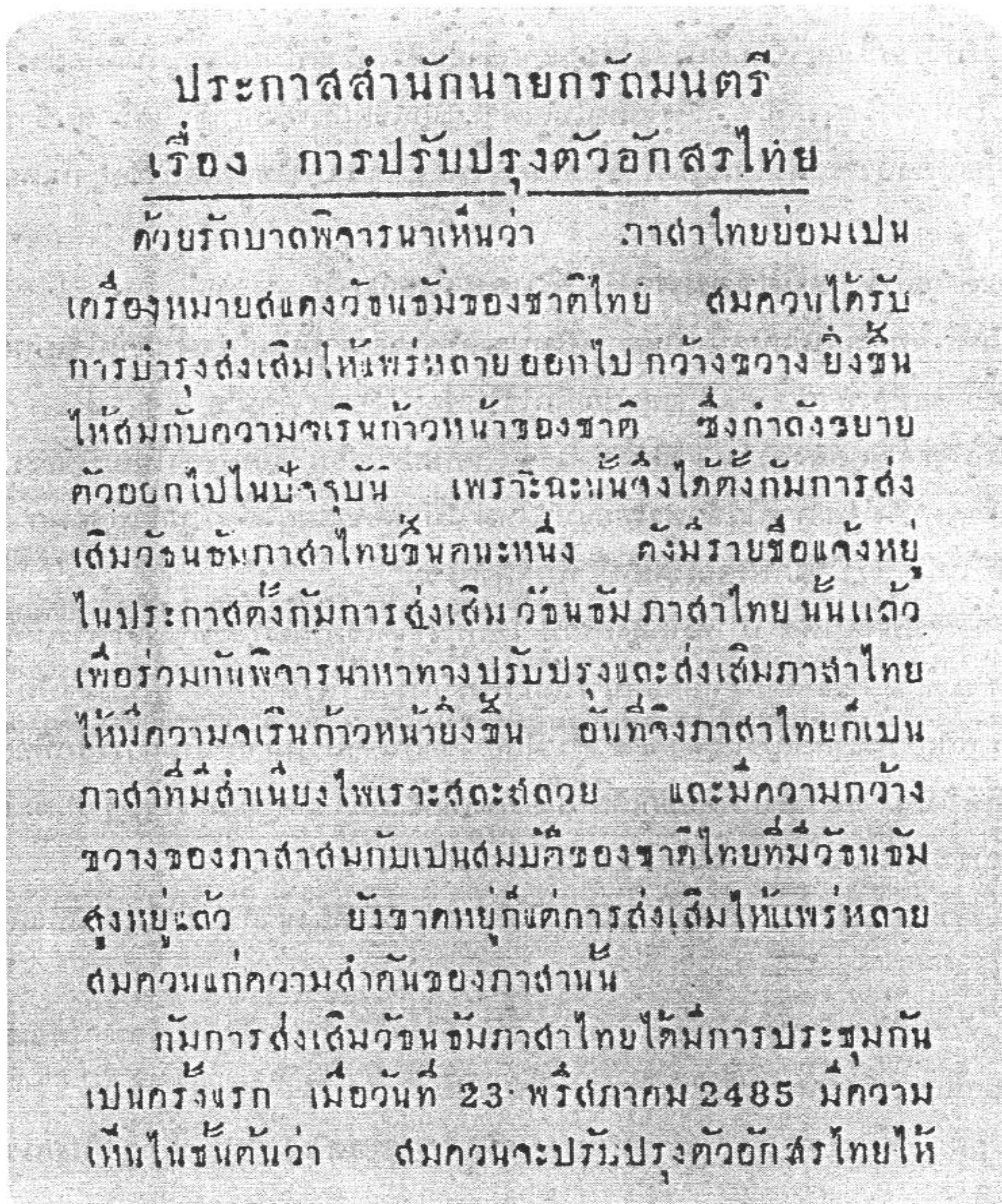 ประกาสสำนักนายกรัถมนตรี
เรื่อง การปรับปรุงตัวอักสรไทย
ด้วยรัถบาลพิจารนาเห็นว่า ภาสาไทยย่อมเปน
เครื่องหมายสแดงวัธนธัมของชาติไทย สมควนได้รับ
การบำรุงส่งเสิมให้แพร่หลายออกไป กว้างขวาง ยิ่งขึ้น
ให้สมกับความจเรินก้าวหน้าของชาติ ซึ่งกำลังขยาย
ตัวออกไปไนปัจจุบัน เพราะฉะนั้นจึงได้ตั้งกัมการส่ง
เสิมวัธนธัมภาสาไทยขึ้นคนะหนึ่ง ดังมีรายชื่อแจ้งหยู่
ไนประกาสตั้งกัมการส่งเสิม วัธนธัม ภาสาไทย นั้นแล้ว
เพื่อร่วมกันพิจารนาหาทางปรับปรุงและส่งเสิมภาสาไทย
ไห้มีความจเรินก้าวหน้ายิ่งขึ้น อันที่จิงภาสาไทยก็เปน
ภาสาที่มีสำเนียงไพเราะสละสลวย และมีความกว้าง
ขวางของภาสาสมกับเปนสมบัติของชาติไทยที่มีวัธนธัม
สูงหยู่แล้ว ยังขาดหยู่ก็แต่การส่งเสิมไห้แพร่หลาย
สมควนแก่ความสำคันของภาสานั้น
กัมการส่งเสิมวัธนธัมภาสาไทยได้มีการประชุมกัน
เปนครั้งแรก เมื่อวันที่ 23 พรึสภาคม 2485 มีความ
เห็นไนชั้นต้นว่า สมควนจะปรับปรุงตัวอักสรไทยไห้